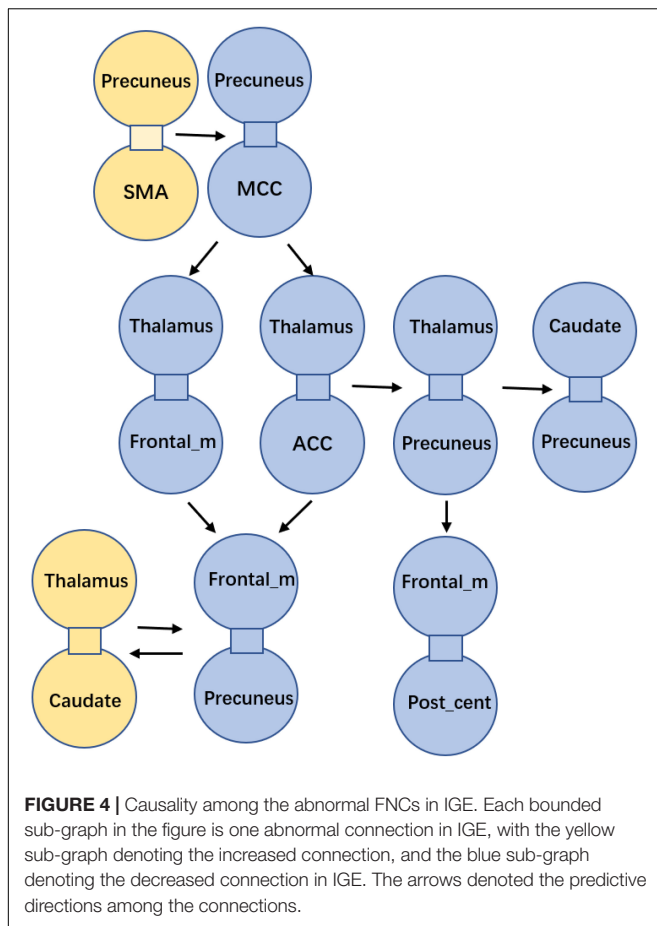 Precuneus
Precuneus
SMA
MCC
Thalamus
Thalamus
Thalamus
Caudate
Frontal_m
ACC
Precuneus
Precuneus
Thalamus
Frontal_m
Frontal_m
Caudate
Precuneus
Post_cent
FIGURE 4 | Causality among the abnormal FNCs in IGE. Each bounded
sub-graph in the figure is one abnormal connection in IGE, with the yellow
sub-graph denoting the increased connection, and the blue sub-graph
denoting the decreased connection in IGE. The arrows denoted the predictive
directions among the connections.